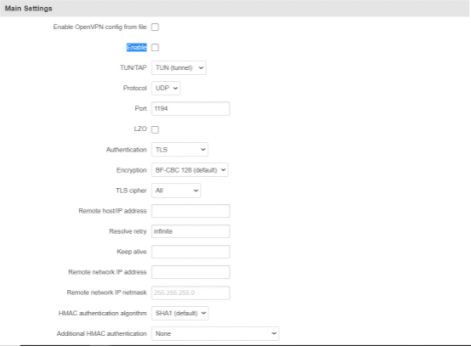 Main Settings
Enable OpenVPN config from file
Enable
TUN/TAP TUN (tunnel)
Protocol UDP
Port 1194
LZO
Authentication TLS
Encryption BF-CBC 128 (default)
TLS cipher All
Remote host/IP address
Resolve retry infinite
Keep alive
Remote network IP address
Remote network IP netmask 255.255.255.0
HMAC authentication algorithm SHA1 (default)
Additional HMAC authentication None